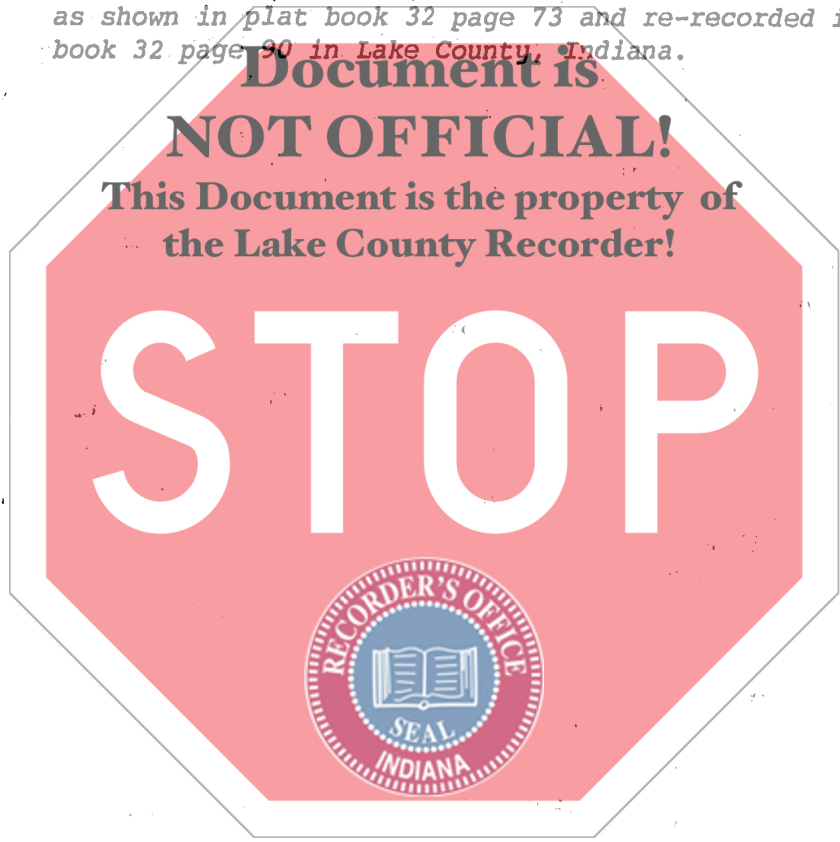 as shown in plat book 32 page 73 and re-recorded
book 32 page 90 in Lake County, Indiana.
Document is
NOT OFFICIAL!
This Document is the property of
the Lake County Recorder!
STOP
RECORDER'S OFFICE
SEAL
INDIANA